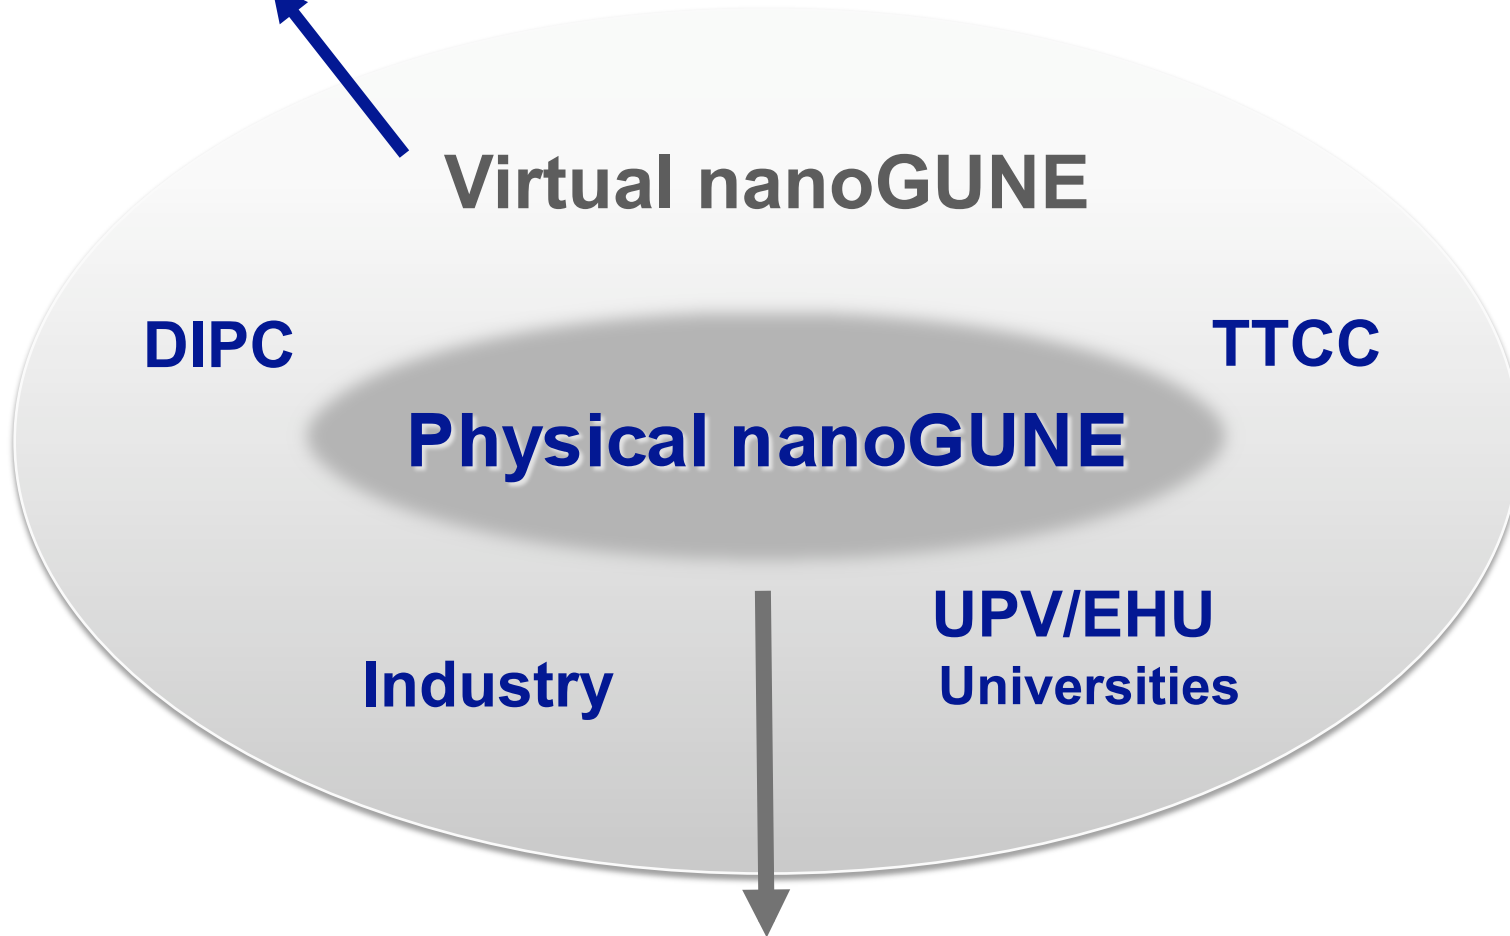 Virtual nanoGUNE
DIPC
TTCC
Physical nanoGUNE
UPV/EHU
Universities
Industry